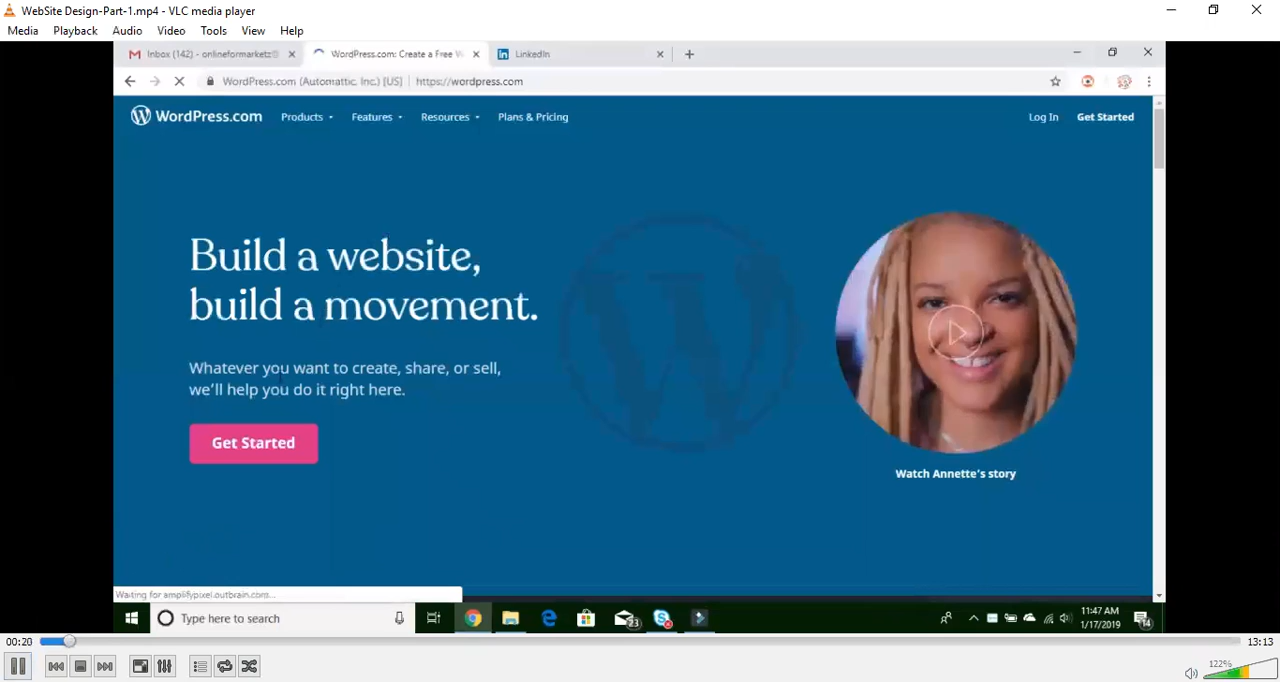 WebSite Design-Part-1.mp4 - VLC media player
Media Playback Audio Video View Tools Help
Inbox (142) - onlineformarketz@
WordPress.com: Create a Free W
LinkedIn
WordPress.com (Automattic, Inc.) [US] https://wordpress.com
WordPress.com Products Features Resources Plans & Pricing Log In Get Started
Build a website,
build a movement.
Whatever you want to create, share, or sell,
we'll help you do it right here.
Get Started
Watch Annette's story
Waiting for amplifypixel.outbrain.com...
Type here to search
23
11:47 AM
1/17/2019
14
00:20
13:13
122%